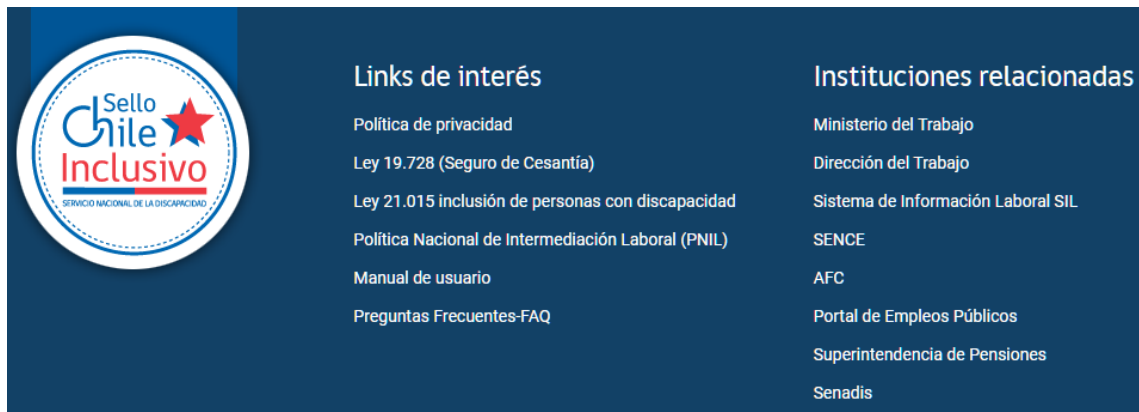 Sello
Chile
Inclusivo
SERVICIO NACIONAL DE LA DISCAPACIDAD
Links de interés
Política de privacidad
Ley 19.728 (Seguro de Cesantía)
Ley 21.015 inclusión de personas con discapacidad
Política Nacional de Intermediación Laboral (PNIL)
Manual de usuario
Preguntas Frecuentes-FAQ
Instituciones relacionadas
Ministerio del Trabajo
Dirección del Trabajo
Sistema de Información Laboral SIL
SENCE
AFC
Portal de Empleos Públicos
Superintendencia de Pensiones
Senadis